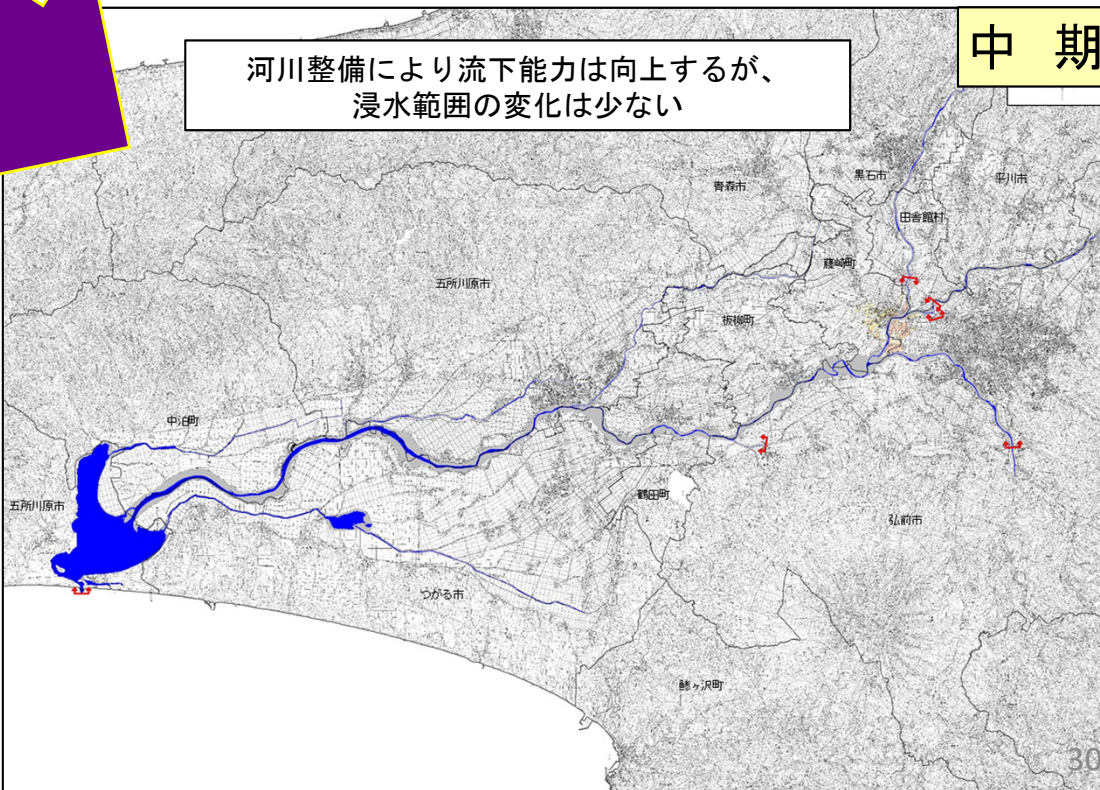 中 期
河川整備により流下能力は向上するが、
浸水範囲の変化は少ない
黒石市
平川市
青森市
田舎館村
藤崎町
五所川原市
板柳町
中泊町
鶴田町
五所川原市
弘前市
つがる市
鯵ヶ沢町
30